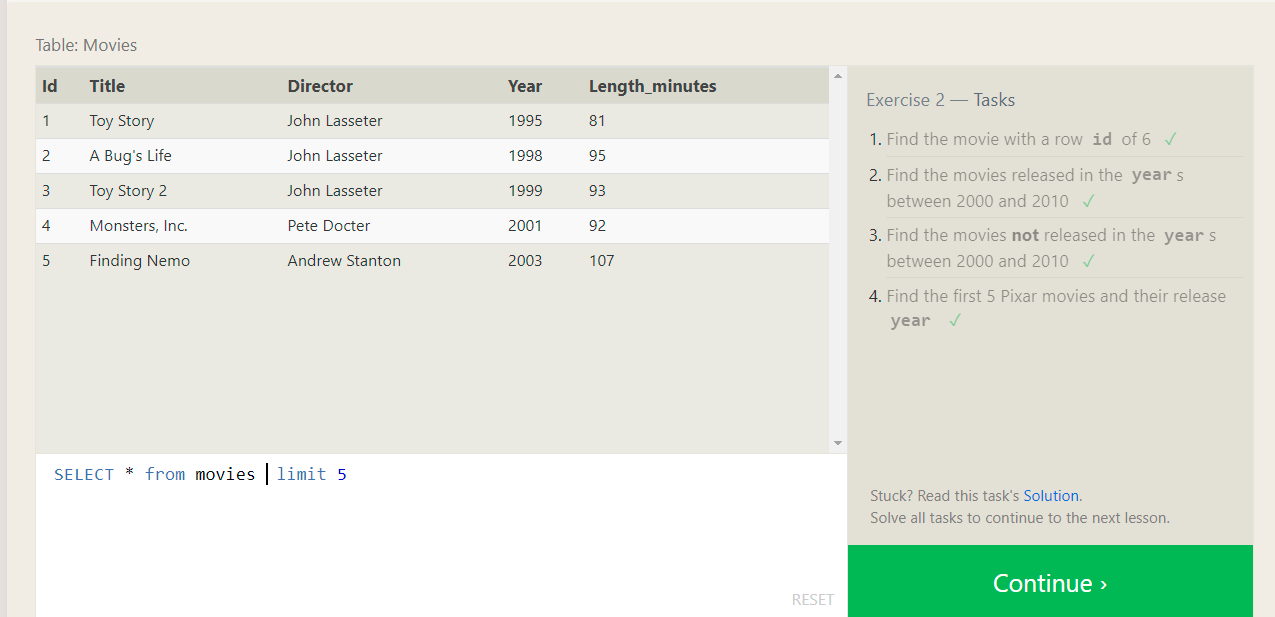 Table: Movies
Id Title Director Year Length_minutes
1 Toy Story John Lasseter 1995 81
2 A Bug's Life John Lasseter 1998 95
3 Toy Story 2 John Lasseter 1999 93
4 Monsters, Inc. Pete Docter 2001 92
5 Finding Nemo Andrew Stanton 2003 107
SELECT * from movies limit 5
RESET
Exercise 2 — Tasks
1. Find the movie with a row id of 6 ✓
2. Find the movies released in the year s
between 2000 and 2010 ✓
3. Find the movies not released in the year s
between 2000 and 2010 ✓
4. Find the first 5 Pixar movies and their release
year ✓
Stuck? Read this task's Solution.
Solve all tasks to continue to the next lesson.
Continue ›